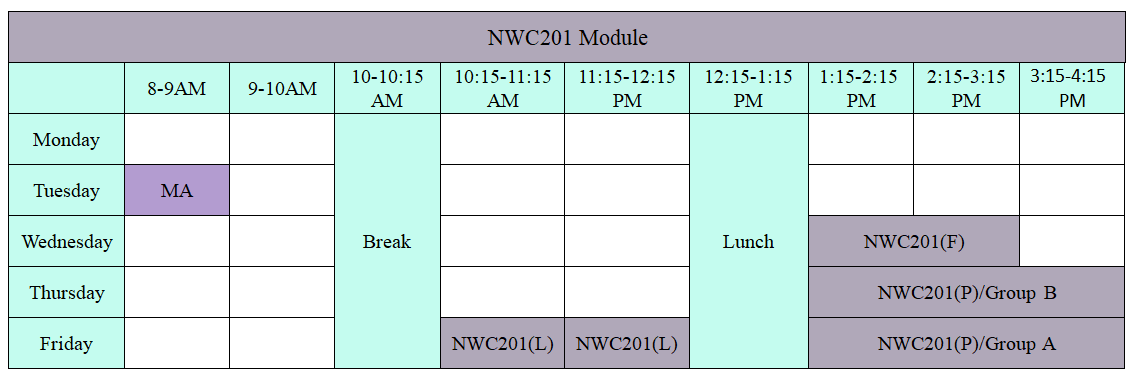 NWC201 Module
8-9AM
9-10AM
10-10:15
AM
10:15-11:15
AM
11:15-12:15
PM
12:15-1:15
PM
1:15-2:15
PM
2:15-3:15
PM
3:15-4:15
PM
Monday
Tuesday
MA
Wednesday
Break
Lunch
NWC201(F)
Thursday
NWC201(P)/Group B
Friday
NWC201(L)
NWC201(L)
NWC201(P)/Group A